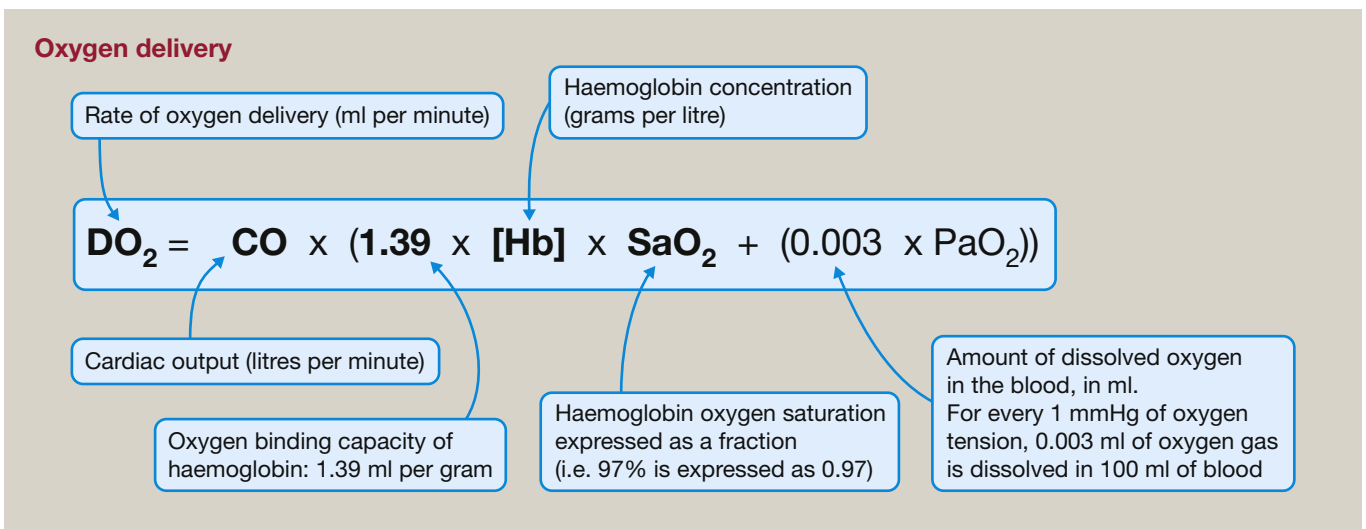 Oxygen delivery
Rate of oxygen delivery (ml per minute)
Haemoglobin concentration
(grams per litre)
DO₂ = CO x (1.39 x [Hb] x SaO₂ + (0.003 x PaO₂))
Cardiac output (litres per minute)
Oxygen binding capacity of
haemoglobin: 1.39 ml per gram
Haemoglobin oxygen saturation
expressed as a fraction
(i.e. 97% is expressed as 0.97)
Amount of dissolved oxygen
in the blood, in ml.
For every 1 mmHg of oxygen
tension, 0.003 ml of oxygen gas
is dissolved in 100 ml of blood